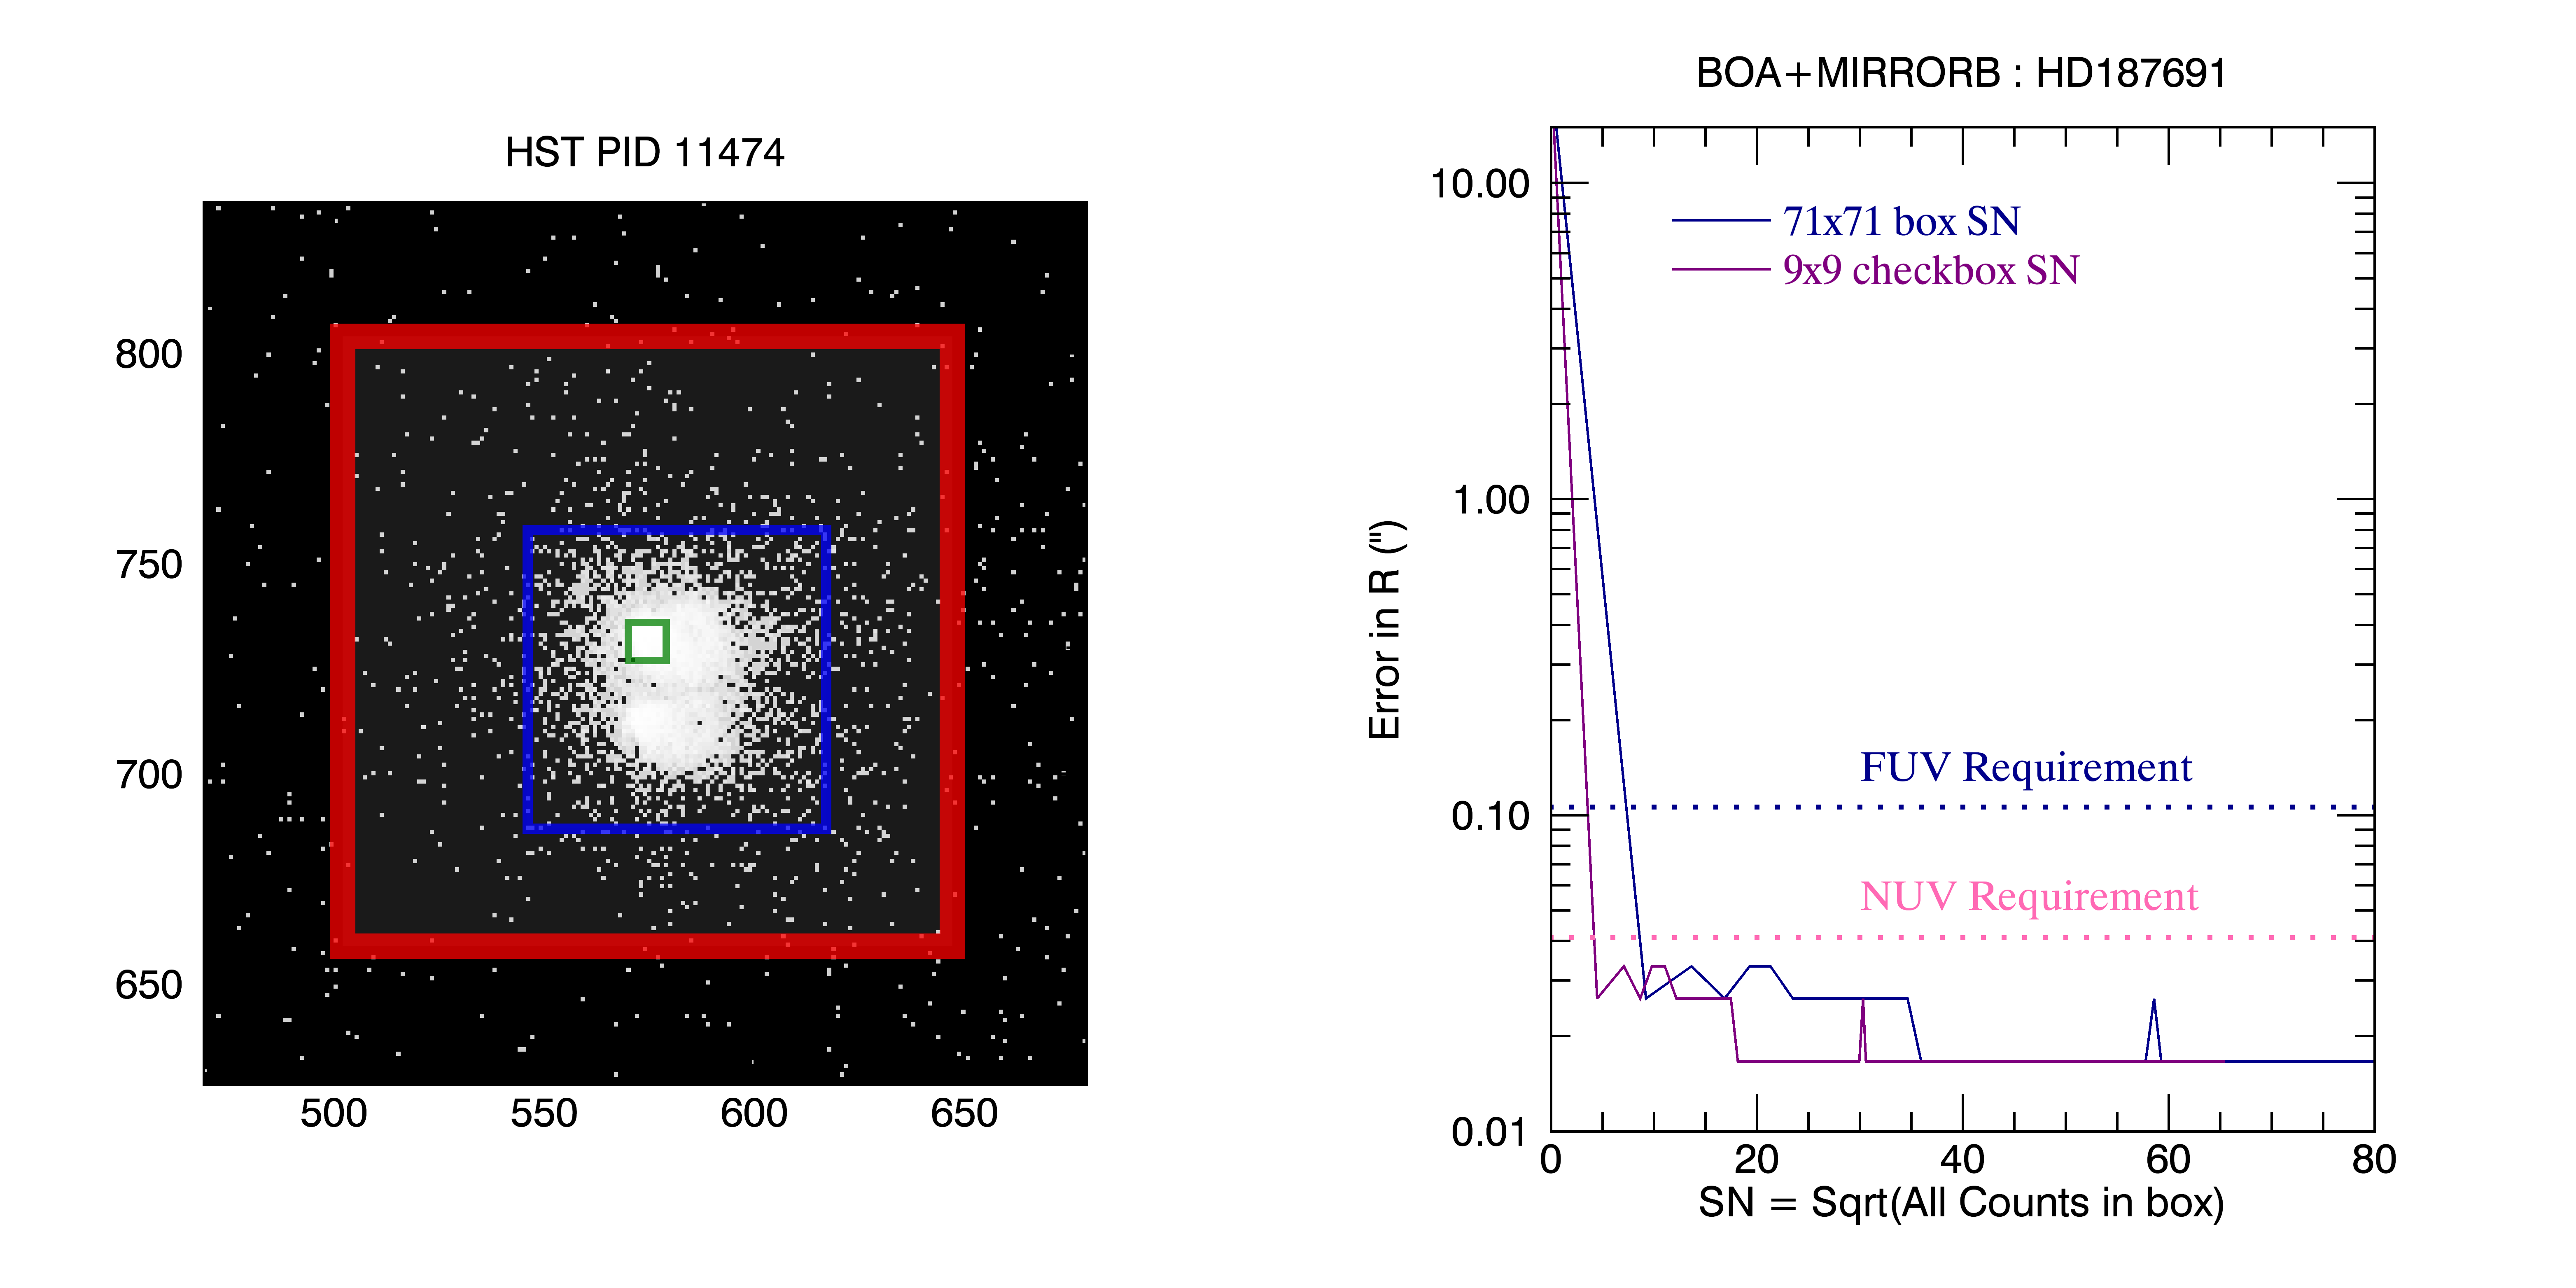 HST PID 11474
800
750
700
650
500 550 600 650
BOA+MIRRORB : HD187691
10.00
1.00
0.10
0.01
Error in R (")
71x71 box SN
9x9 checkbox SN
FUV Requirement
NUV Requirement
0 20 40 60 80
SN = Sqrt(All Counts in box)